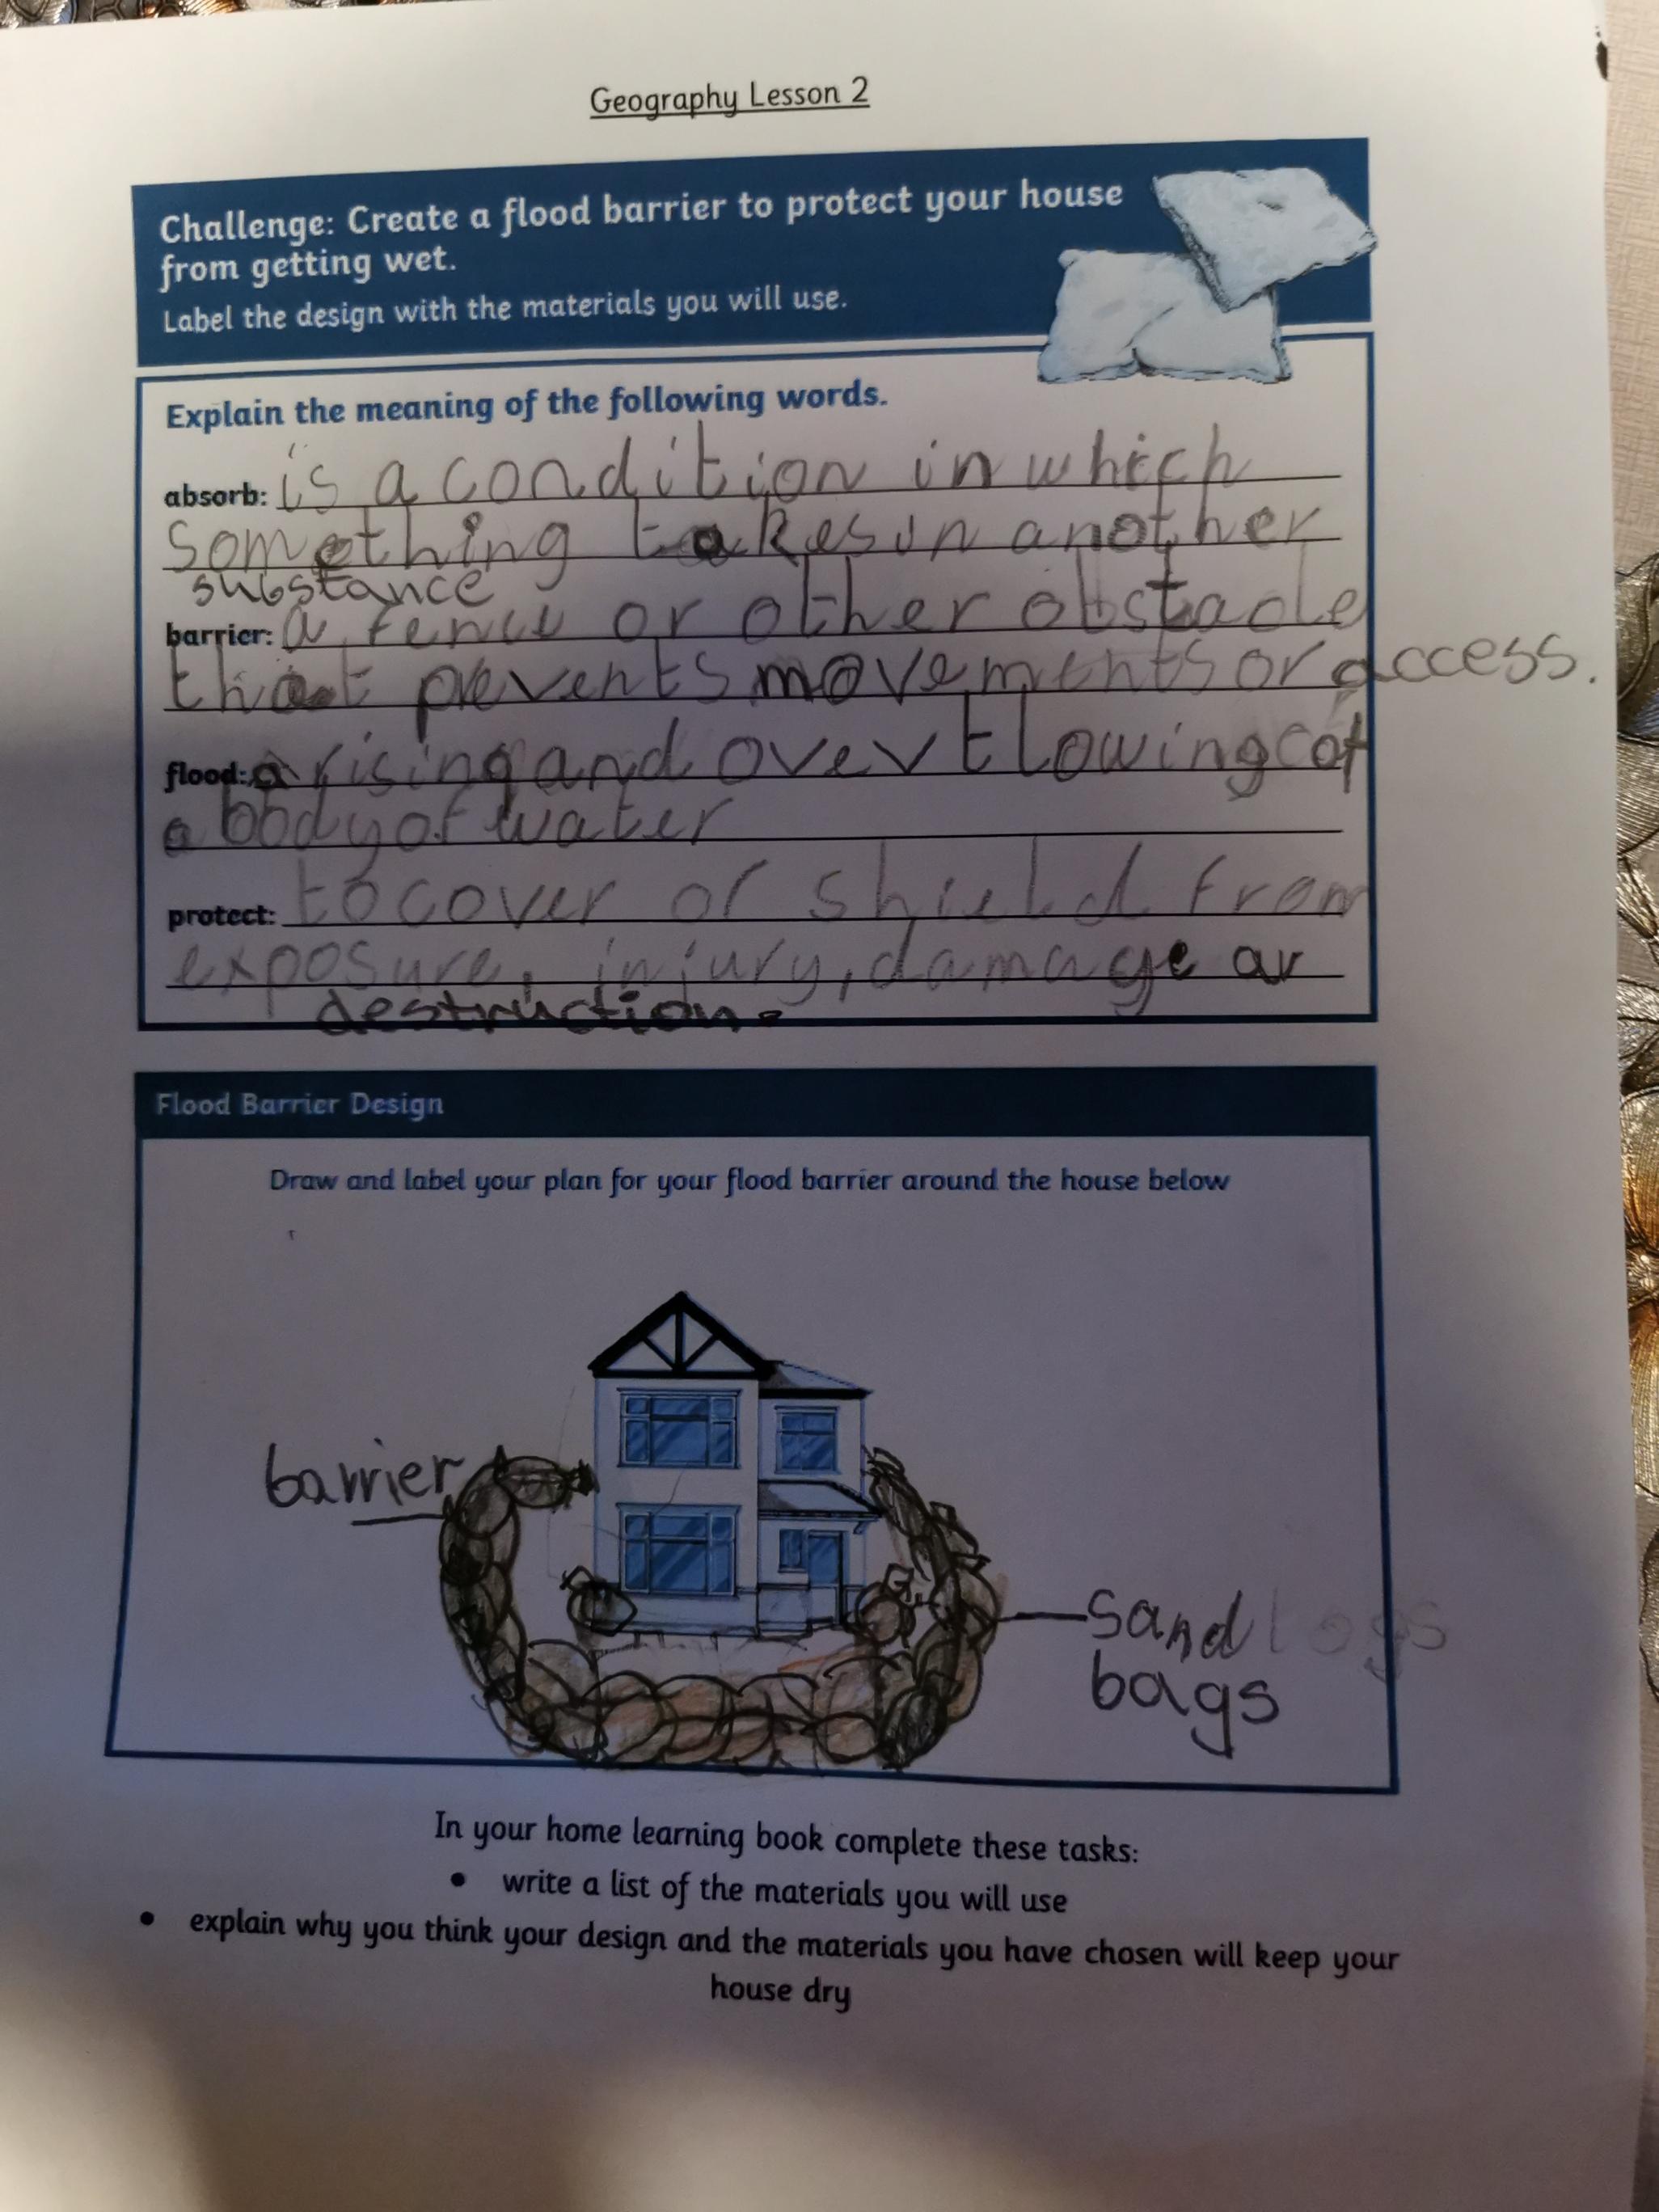 Geography Lesson 2
Challenge: Create a flood barrier to protect your house
from getting wet.
Label the design with the materials you will use.
Explain the meaning of the following words.
absorb: is a condition in which
something takes in another
substance
barrier: a fence or other obstacle
that prevents movements or access.
flood: a rising and overflowing of
a body of water
protect: to cover or shield from
exposure, injury, damage or
destruction.
Flood Barrier Design
Draw and label your plan for your flood barrier around the house below
barrier
sand
bags
In your home learning book complete these tasks:
• write a list of the materials you will use
• explain why you think your design and the materials you have chosen will keep your
house dry